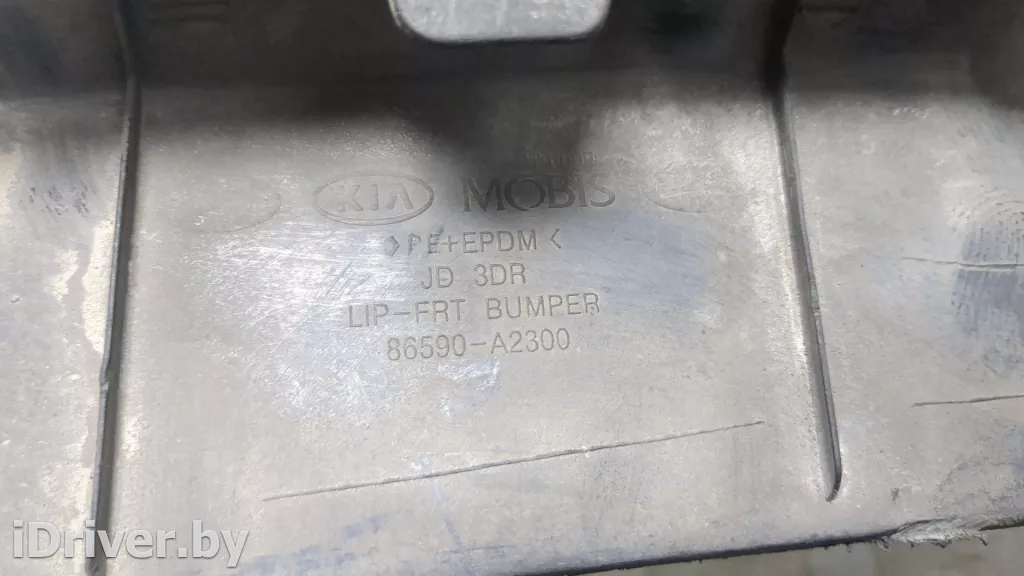 KIA MOBIS
>PE+EPDM<
JD 3DR
LIP-FRT BUMPER
86590-A2300
iDriver.by